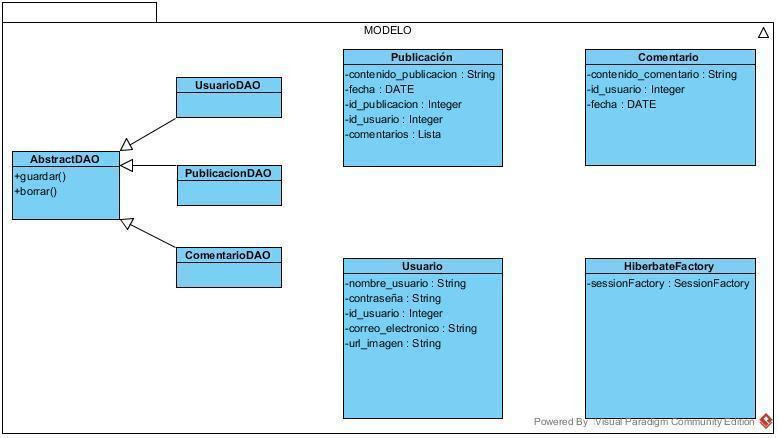 MODELO
UsuarioDAO
AbstractDAO
+guardar()
+borrar()
PublicacionDAO
ComentarioDAO
Publicación
-contenido_publicacion : String
-fecha : DATE
-id_publicacion : Integer
-id_usuario : Integer
-comentarios : Lista
Comentario
-contenido_comentario : String
-id_usuario : Integer
-fecha : DATE
Usuario
-nombre_usuario : String
-contraseña : String
-id_usuario : Integer
-correo_electronico : String
-url_imagen : String
HiberbateFactory
-sessionFactory : SessionFactory
Powered By Visual Paradigm Community Edition